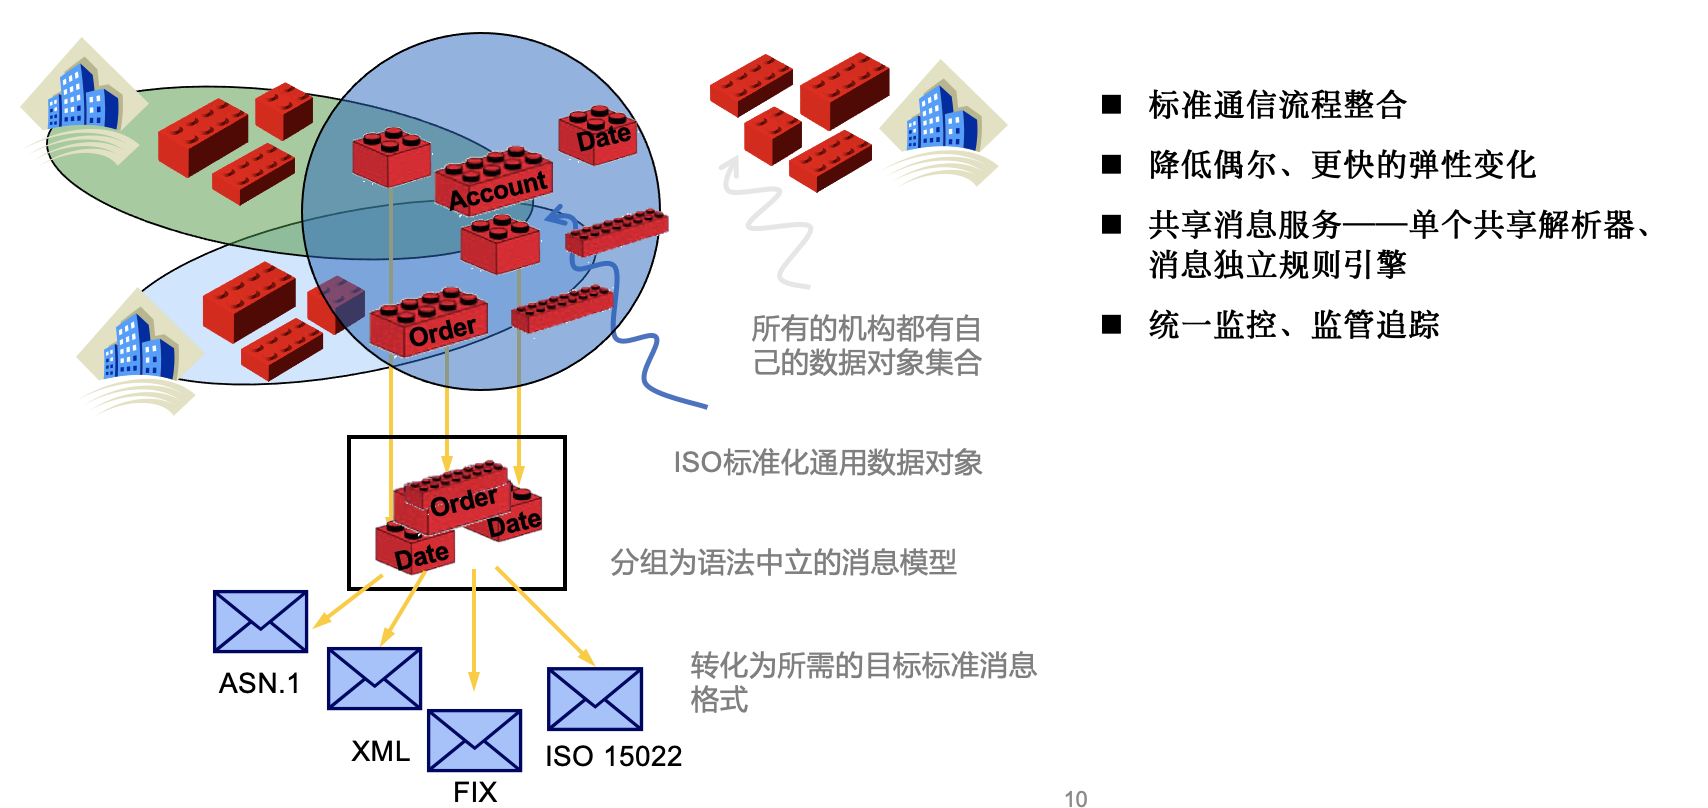 Date
Account
Order
Order
Date
Date
所有的机构都有自
己的数据对象集合
ISO标准化通用数据对象
分组为语法中立的消息模型
转化为所需的目标标准消息
格式
ASN.1
XML
FIX
ISO 15022
■ 标准通信流程整合
■ 降低偶尔、更快的弹性变化
■ 共享消息服务——单个共享解析器、
消息独立规则引擎
■ 统一监控、监管追踪
10